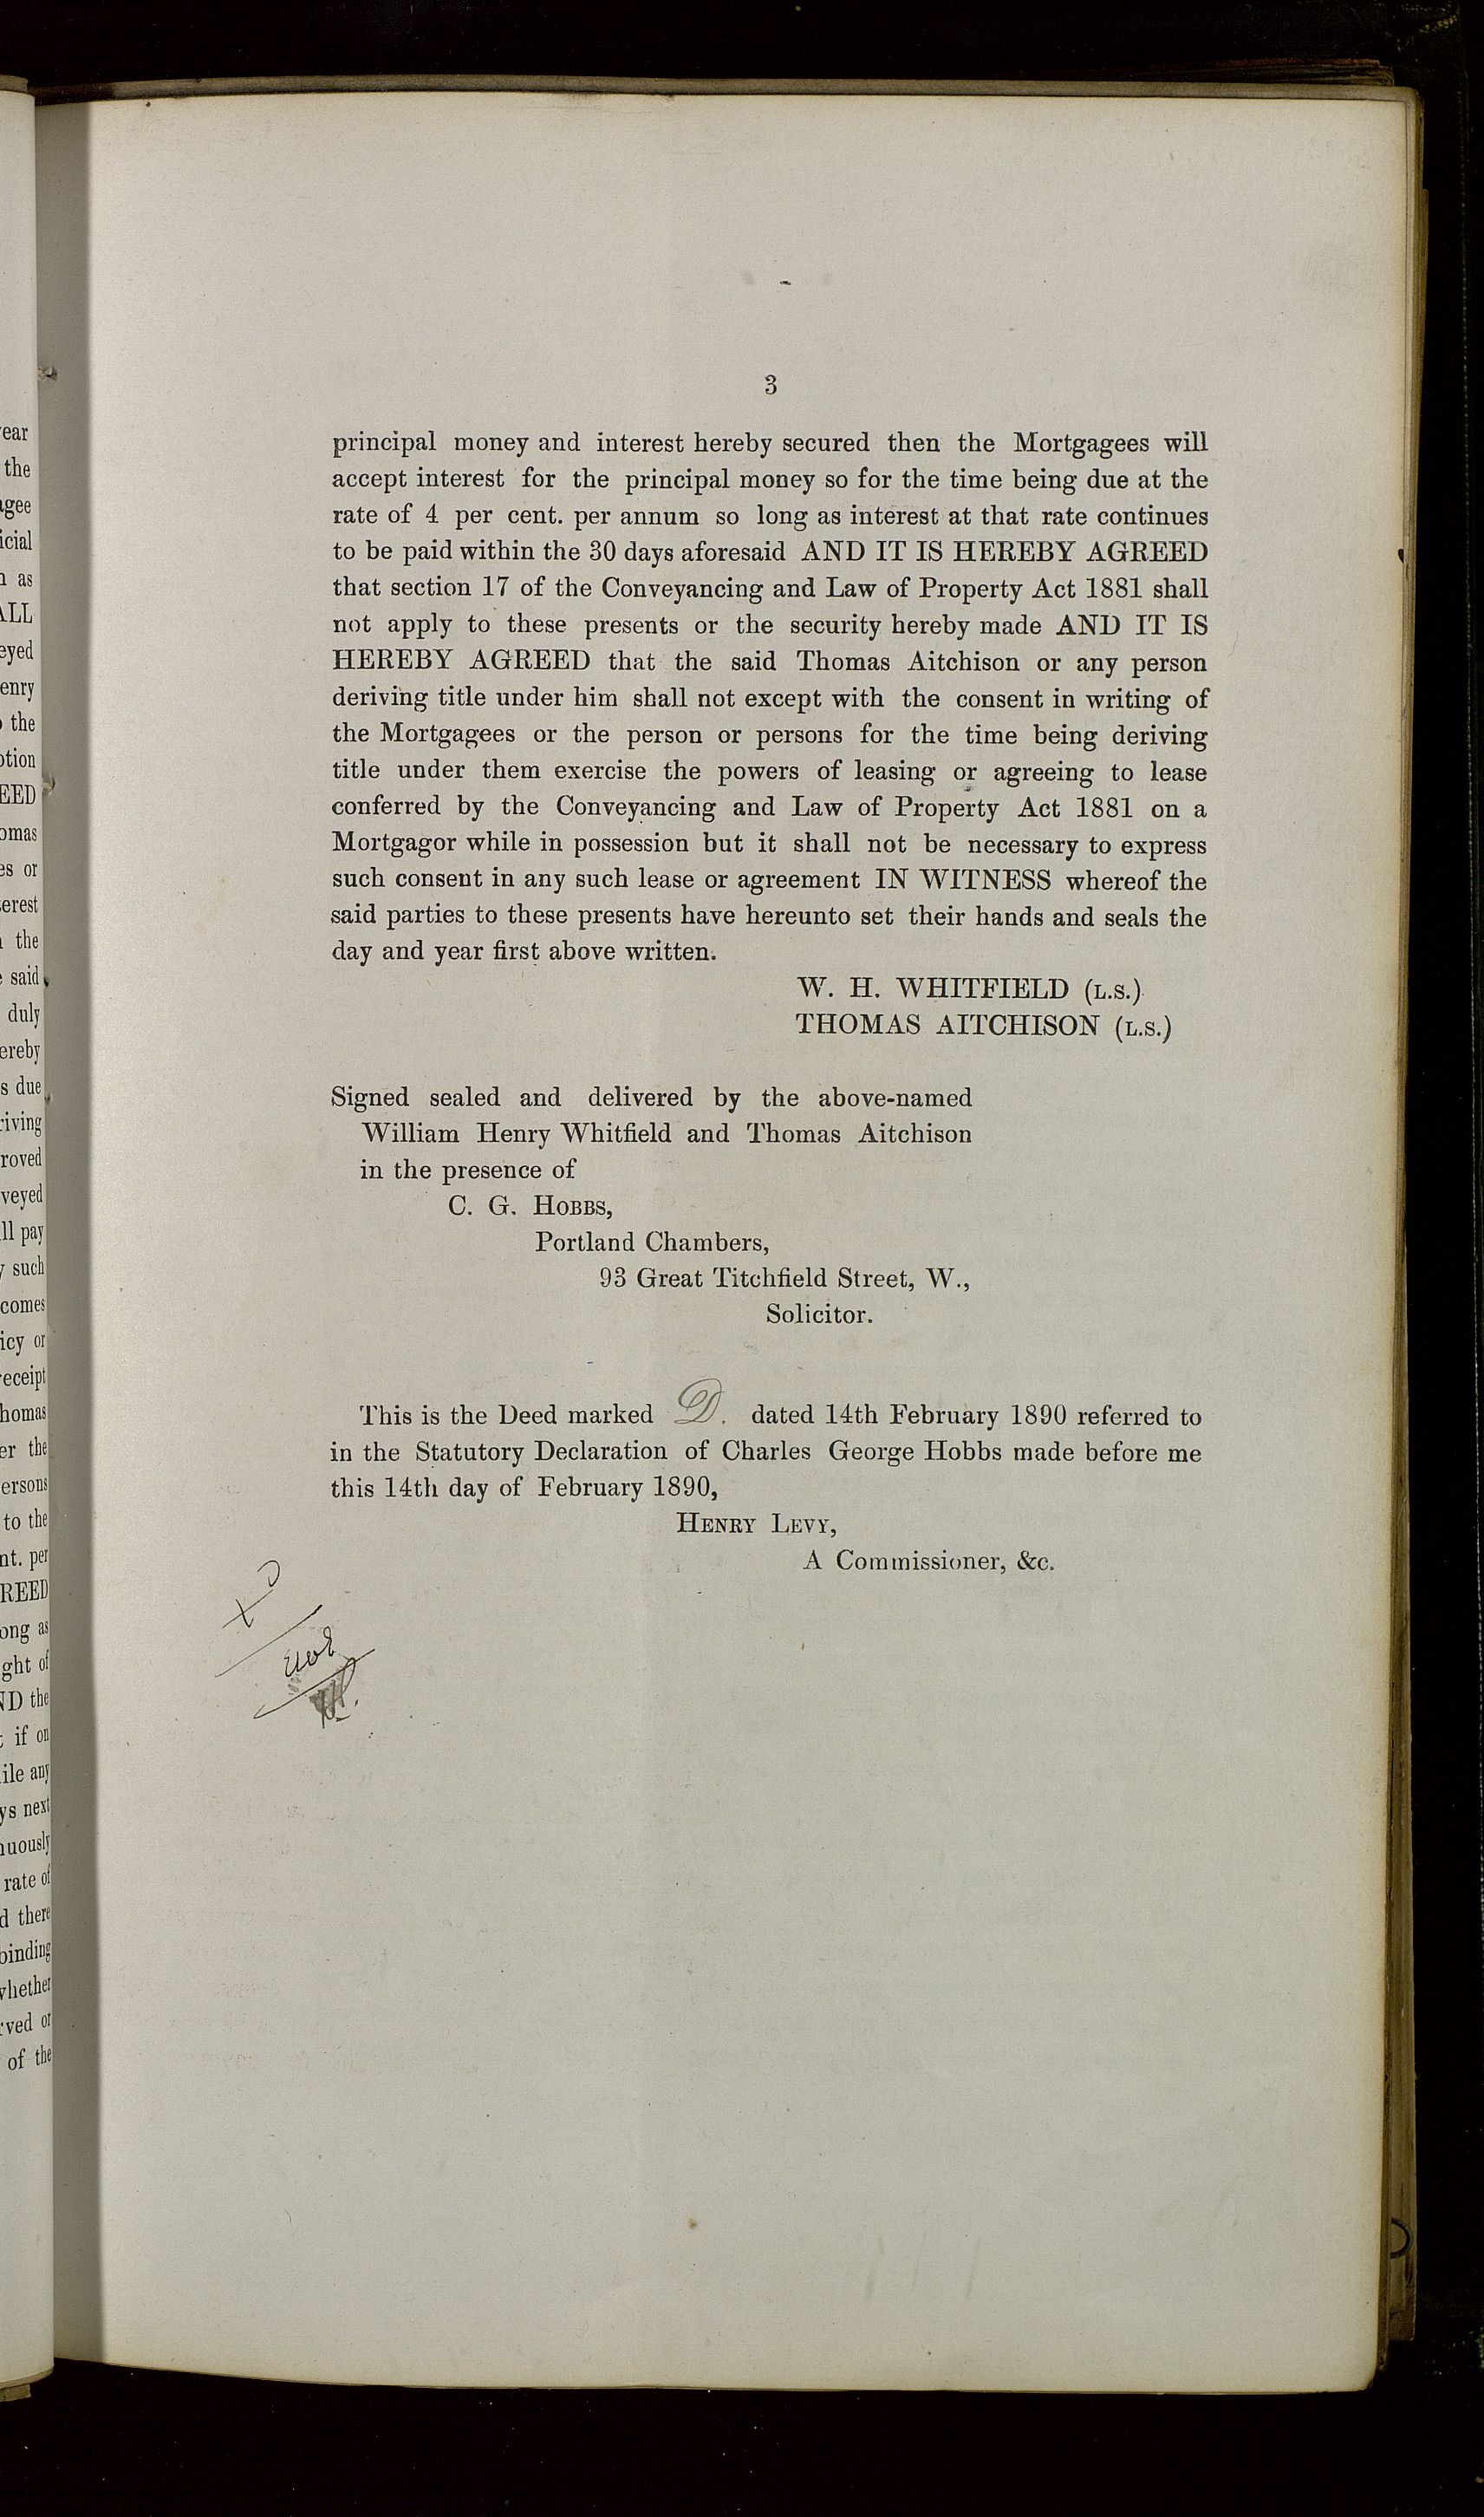 3
principal money and interest hereby secured then the Mortgagees will
accept interest for the principal money so for the time being due at the
rate of 4 per cent. per annum so long as interest at that rate continues
to be paid within the 30 days aforesaid AND IT IS HEREBY AGREED
that section 17 of the Conveyancing and Law of Property Act 1881 shall
not apply to these presents or the security hereby made AND IT IS
HEREBY AGREED that the said Thomas Aitchison or any person
deriving title under him shall not except with the consent in writing of
the Mortgagees or the person or persons for the time being deriving
title under them exercise the powers of leasing or agreeing to lease
conferred by the Conveyancing and Law of Property Act 1881 on a
Mortgagor while in possession but it shall not be necessary to express
such consent in any such lease or agreement IN WITNESS whereof the
said parties to these presents have hereunto set their hands and seals the
day and year first above written.
W. H. WHITFIELD (L.S.)
THOMAS AITCHISON (L.S.)
Signed sealed and delivered by the above-named
William Henry Whitfield and Thomas Aitchison
in the presence of
C. G. HOBBS,
Portland Chambers,
93 Great Titchfield Street, W.,
Solicitor.
This is the Deed marked D. dated 14th February 1890 referred to
in the Statutory Declaration of Charles George Hobbs made before me
this 14th day of February 1890,
HENRY LEVY,
A Commissioner, &c.